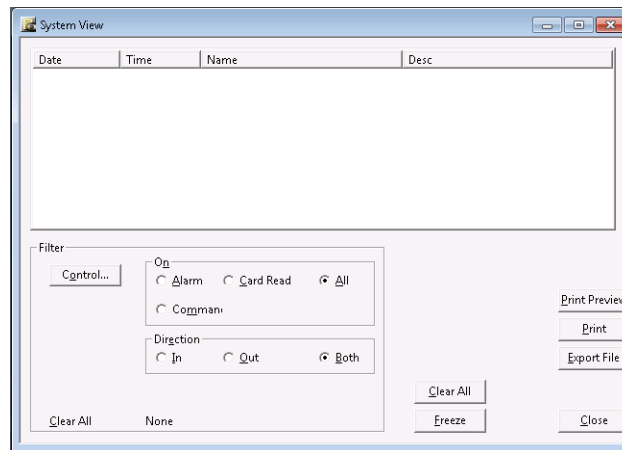 System View
Date Time Name Desc
Filter
Control...
On
Alarm Card Read All
Comman
Direction
In Out Both
Clear All None
Print Preview
Print
Export File
Clear All
Freeze Close